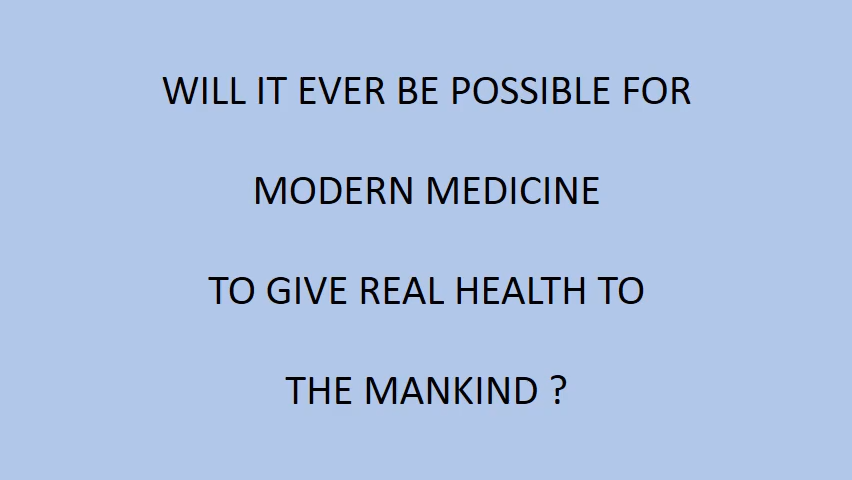 WILL IT EVER BE POSSIBLE FOR
MODERN MEDICINE
TO GIVE REAL HEALTH TO
THE MANKIND ?